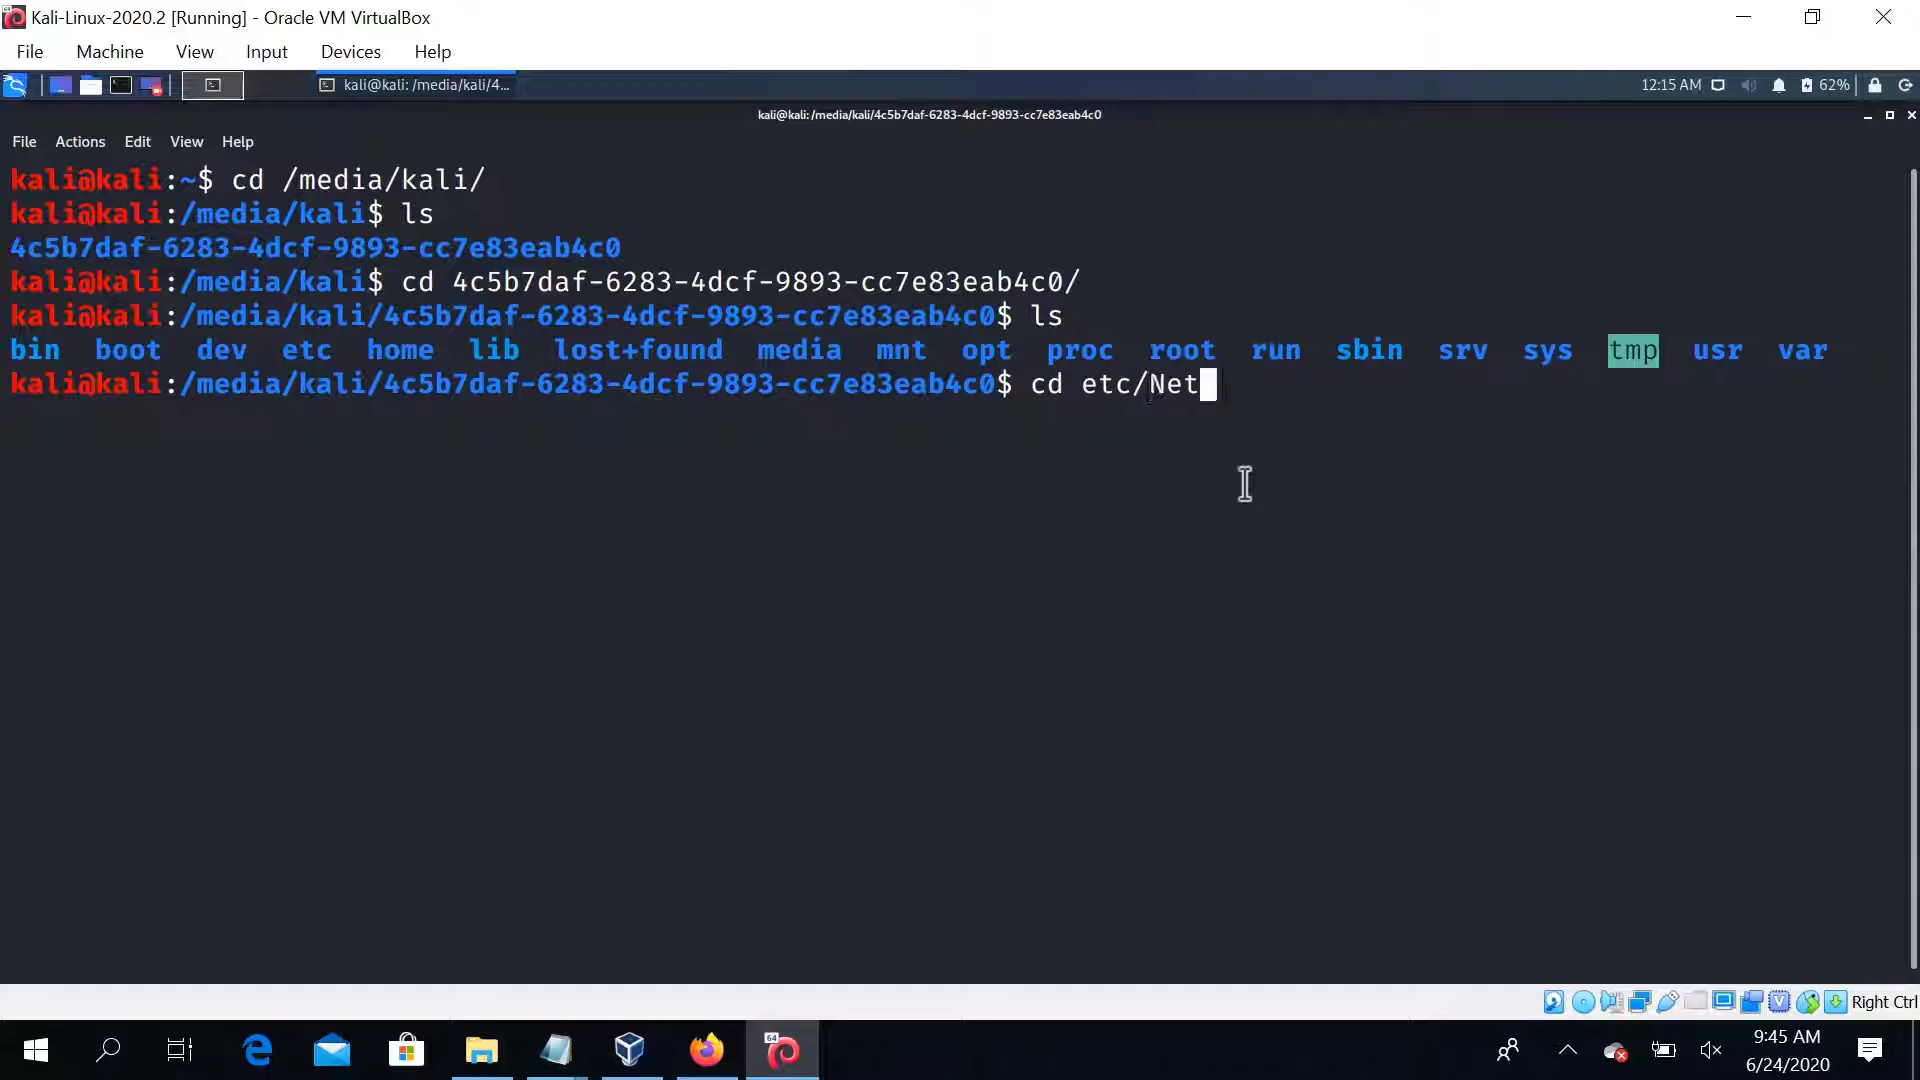 Kali-Linux-2020.2 [Running] - Oracle VM VirtualBox
File Machine View Input Devices Help
kali@kali: /media/kali/4...
12:15 AM 62%
kali@kali: /media/kali/4c5b7daf-6283-4dcf-9893-cc7e83eab4c0
File Actions Edit View Help
kali@kali:~$ cd /media/kali/
kali@kali:/media/kali$ ls
4c5b7daf-6283-4dcf-9893-cc7e83eab4c0
kali@kali:/media/kali$ cd 4c5b7daf-6283-4dcf-9893-cc7e83eab4c0/
kali@kali:/media/kali/4c5b7daf-6283-4dcf-9893-cc7e83eab4c0$ ls
bin boot dev etc home lib lost+found media mnt opt proc root run sbin srv sys tmp usr var
kali@kali:/media/kali/4c5b7daf-6283-4dcf-9893-cc7e83eab4c0$ cd etc/Net
Right Ctrl
64
9:45 AM
6/24/2020